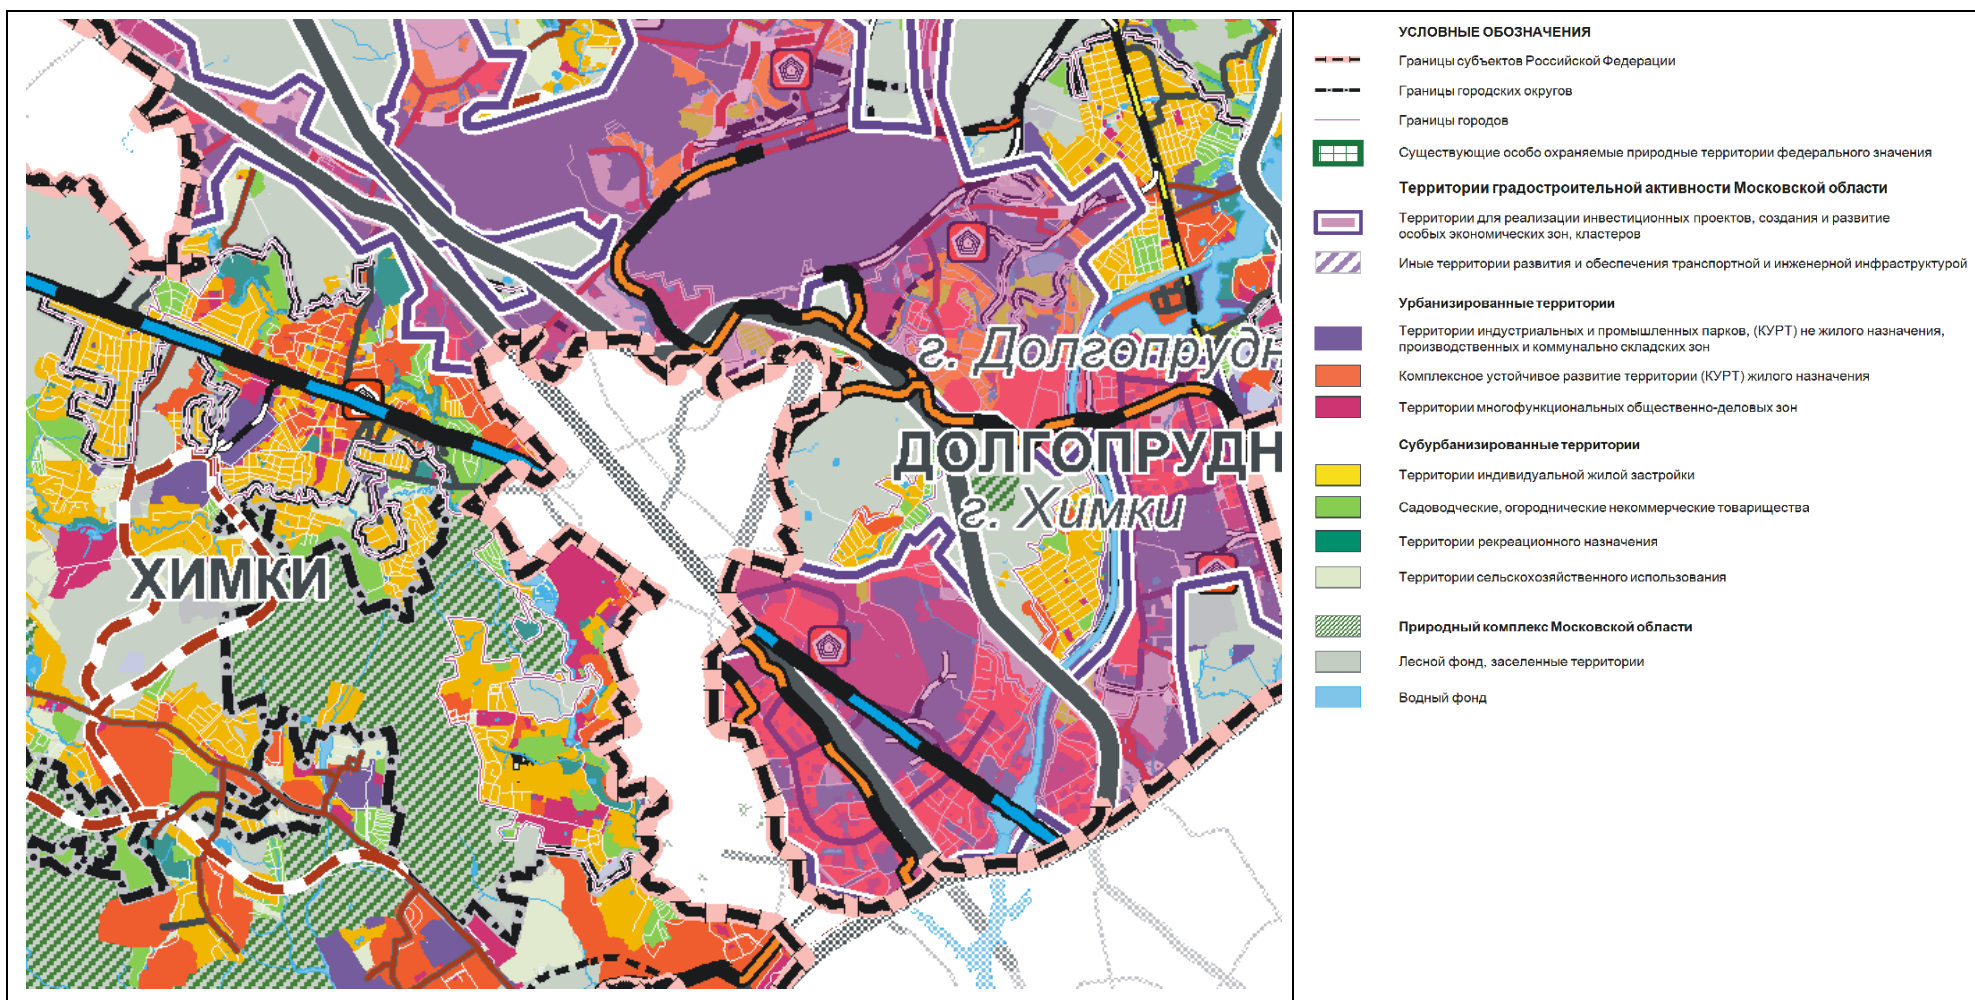 г. Долгопрудн
ДОЛГОПРУДН
г. Химки
ХИМКИ
УСЛОВНЫЕ ОБОЗНАЧЕНИЯ
Границы субъектов Российской Федерации
Границы городских округов
Границы городов
Существующие особо охраняемые природные территории федерального значения
Территории градостроительной активности Московской области
Территории для реализации инвестиционных проектов, создания и развитие
особых экономических зон, кластеров
Иные территории развития и обеспечения транспортной и инженерной инфраструктурой
Урбанизированные территории
Территории индустриальных и промышленных парков, (КУРТ) не жилого назначения,
производственных и коммунально складских зон
Комплексное устойчивое развитие территории (КУРТ) жилого назначения
Территории многофункциональных общественно-деловых зон
Субурбанизированные территории
Территории индивидуальной жилой застройки
Садоводческие, огороднические некоммерческие товарищества
Территории рекреационного назначения
Территории сельскохозяйственного использования
Природный комплекс Московской области
Лесной фонд, заселенные территории
Водный фонд